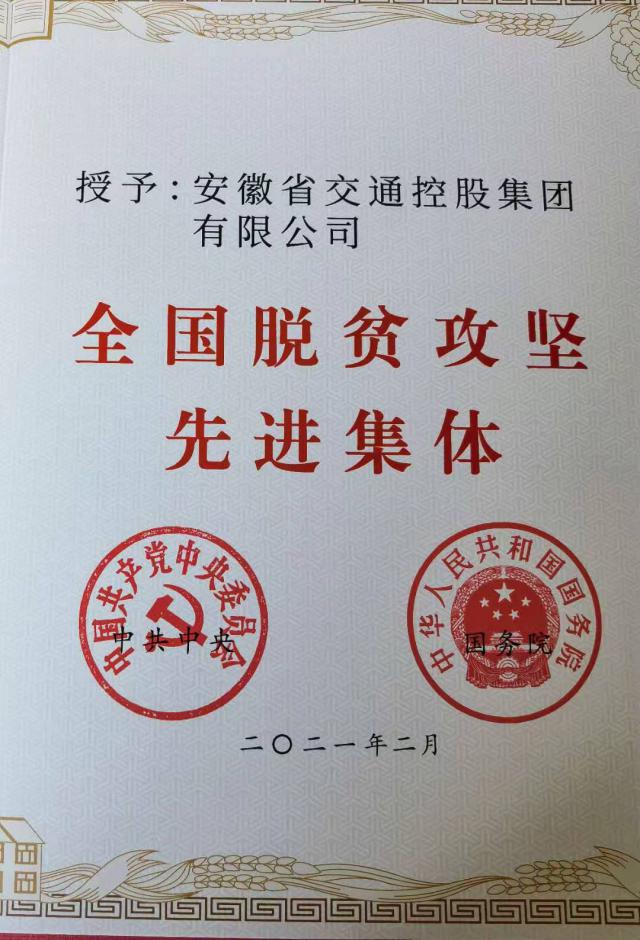 授予：安徽省交通控股集团
有限公司
全国脱贫攻坚
先进集体
中国共产党中央委员会
中共中央
中华人民共和国国务院
国务院
二〇二一年二月